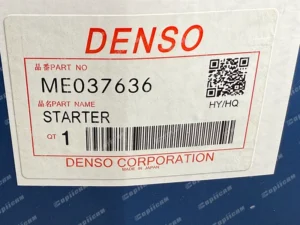 DENSO
品番PART NO
ME037636
品名PART NAME
HY/HQ
STARTER
QT 1
DENSO CORPORATION
MADE IN JAPAN